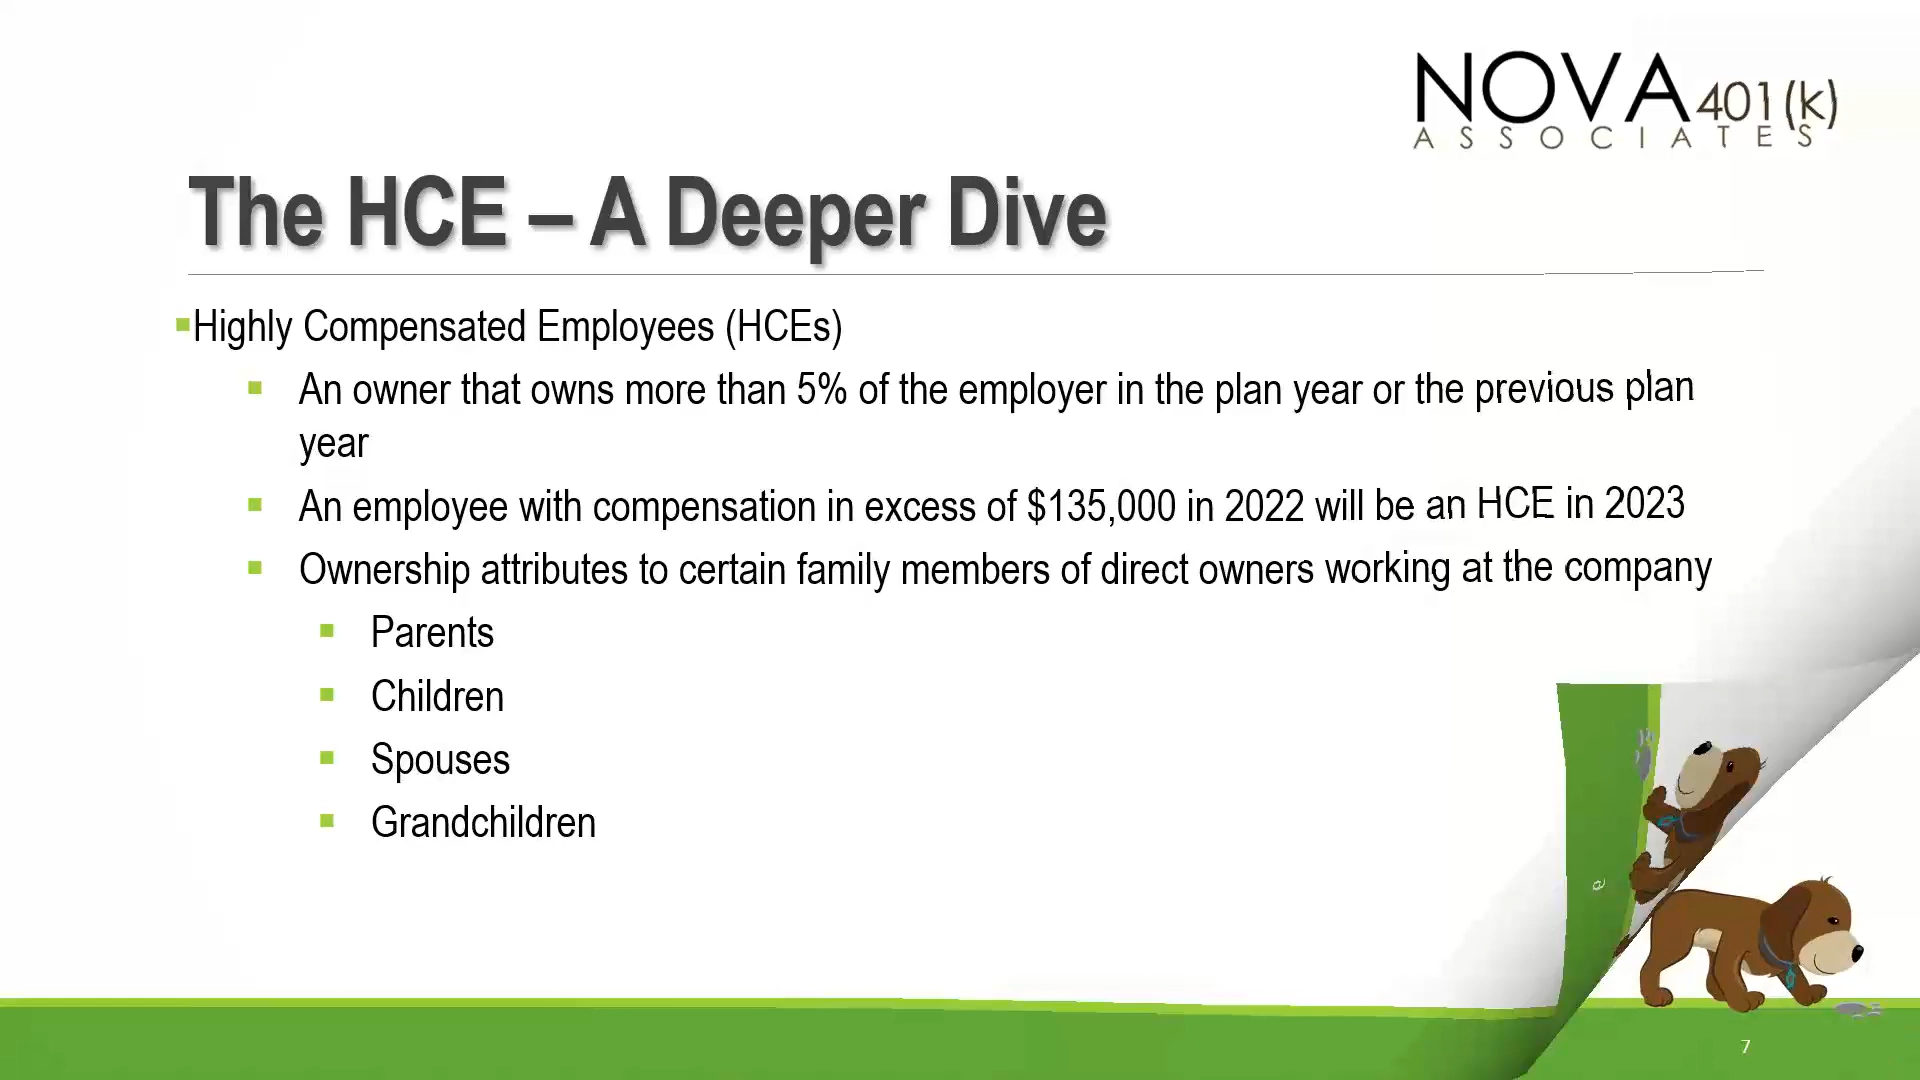 NOVA 401(k)
ASSOCIATES
The HCE – A Deeper Dive
▪Highly Compensated Employees (HCEs)
▪ An owner that owns more than 5% of the employer in the plan year or the previous plan
year
▪ An employee with compensation in excess of $135,000 in 2022 will be an HCE in 2023
▪ Ownership attributes to certain family members of direct owners working at the company
▪ Parents
▪ Children
▪ Spouses
▪ Grandchildren
7